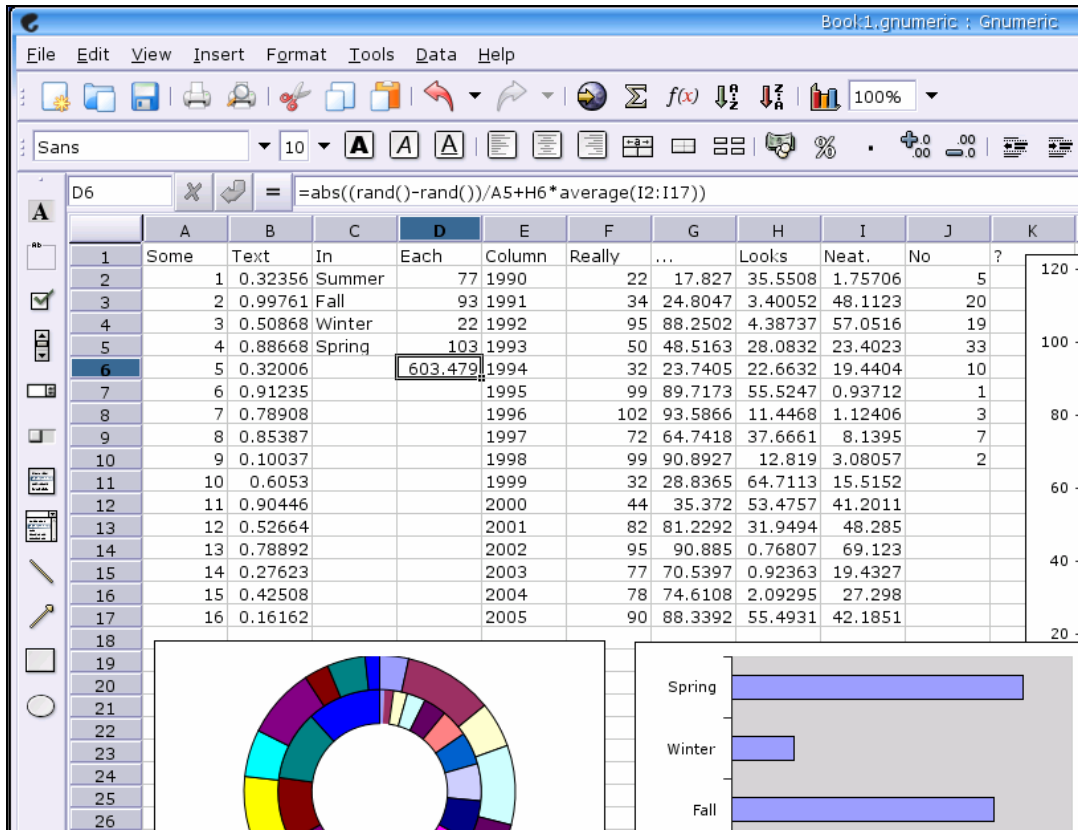 Book1.gnumeric : Gnumeric
File Edit View Insert Format Tools Data Help
f(x) 100%
Sans 10 A A A
D6 = =abs((rand()-rand())/A5+H6*average(I2:I17))
A B C D E F G H I J K
1 Some Text In Each Column Really ... Looks Neat. No ?
2 1 0.32356 Summer 77 1990 22 17.827 35.5508 1.75706 5
3 2 0.99761 Fall 93 1991 34 24.8047 3.40052 48.1123 20
4 3 0.50868 Winter 22 1992 95 88.2502 4.38737 57.0516 19
5 4 0.88668 Spring 103 1993 50 48.5163 28.0832 23.4023 33
6 5 0.32006 603.479 1994 32 23.7405 22.6632 19.4404 10
7 6 0.91235 1995 99 89.7173 55.5247 0.93712 1
8 7 0.78908 1996 102 93.5866 11.4468 1.12406 3
9 8 0.85387 1997 72 64.7418 37.6661 8.1395 7
10 9 0.10037 1998 99 90.8927 12.819 3.08057 2
11 10 0.6053 1999 32 28.8365 64.7113 15.5152
12 11 0.90446 2000 44 35.372 53.4757 41.2011
13 12 0.52664 2001 82 81.2292 31.9494 48.285
14 13 0.78892 2002 95 90.885 0.76807 69.123
15 14 0.27623 2003 77 70.5397 0.92363 19.4327
16 15 0.42508 2004 78 74.6108 2.09295 27.298
17 16 0.16162 2005 90 88.3392 55.4931 42.1851
18
19
20
21
22
23
24
25
26
120
100
80
60
40
20
Spring
Winter
Fall